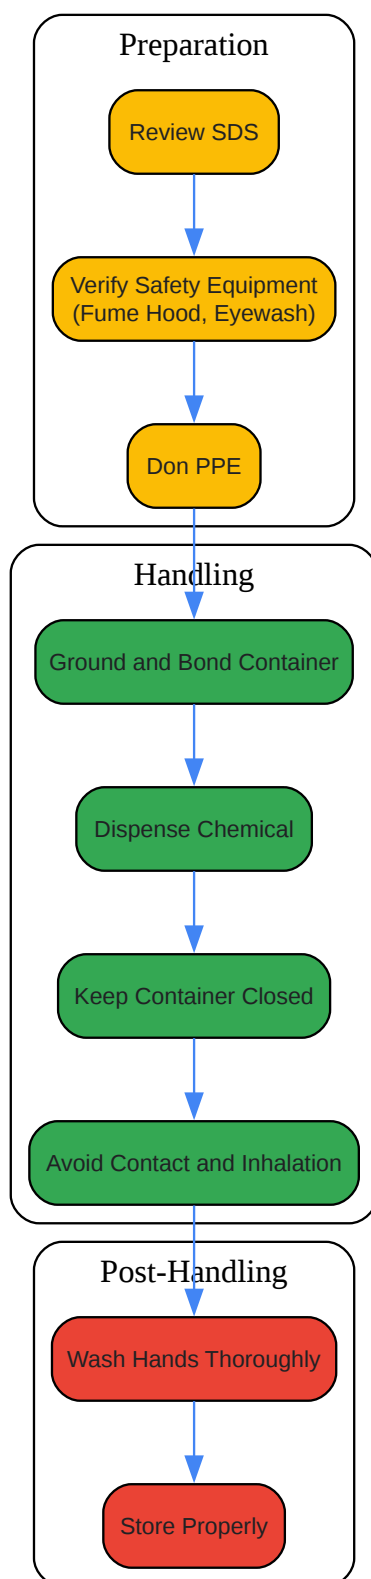 Preparation
Review SDS
Verify Safety Equipment
(Fume Hood, Eyewash)
Don PPE
Handling
Ground and Bond Container
Dispense Chemical
Keep Container Closed
Avoid Contact and Inhalation
Post-Handling
Wash Hands Thoroughly
Store Properly